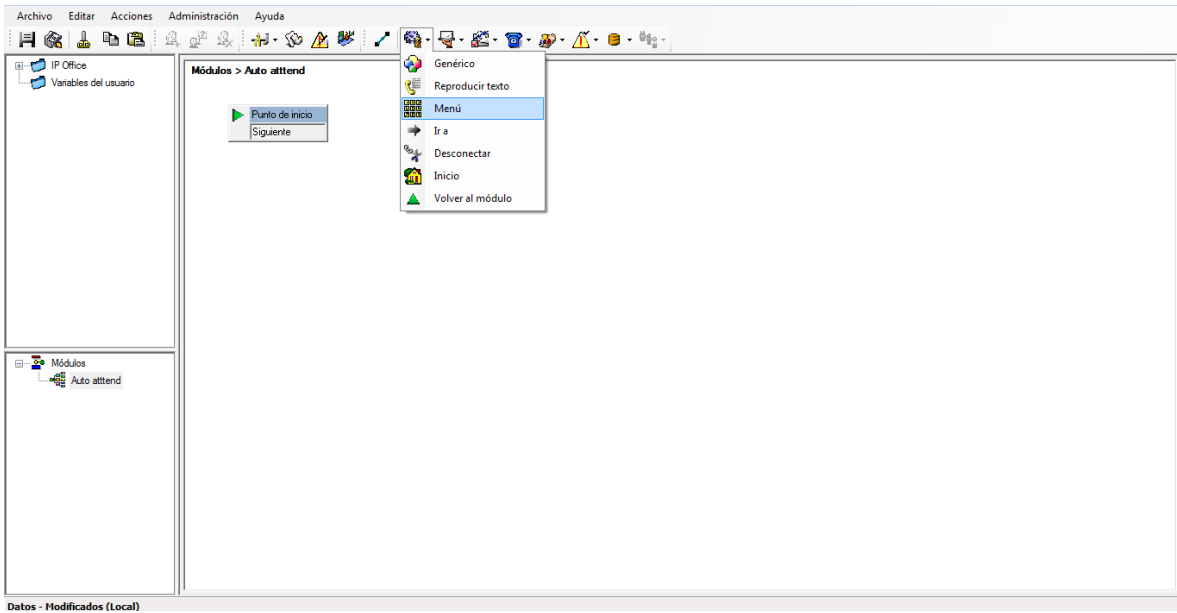 Archivo Editar Acciones Administración Ayuda
IP Office
Variables del usuario
Módulos > Auto atttend
Punto de inicio
Siguiente
Genérico
Reproducir texto
Menú
Ir a
Desconectar
Inicio
Volver al módulo
Módulos
Auto atttend
Datos - Modificados (Local)